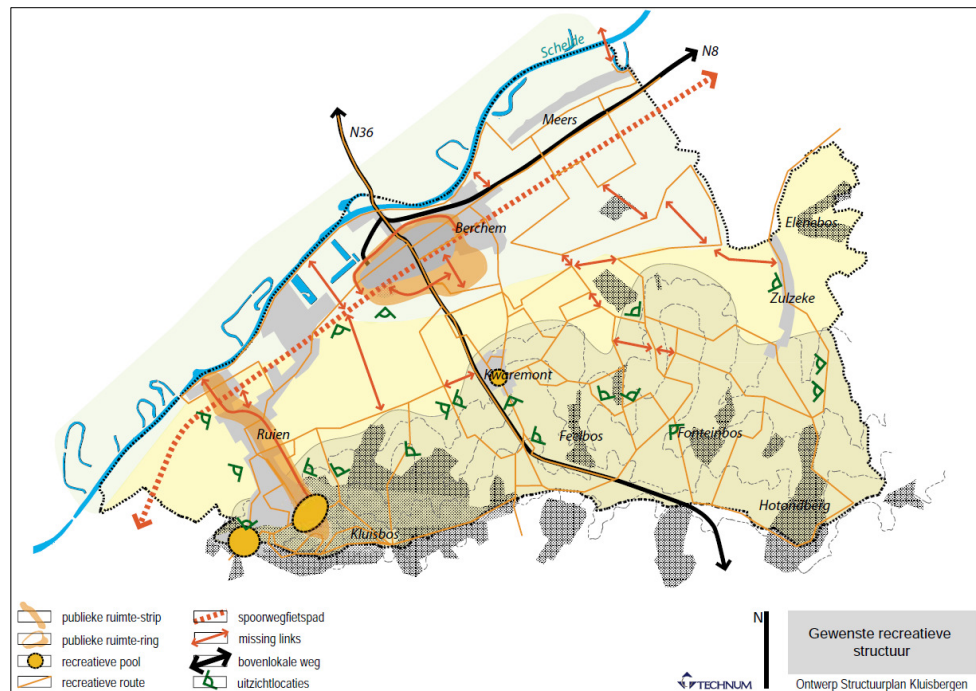 Schelde
N8
N36
Meers
Berchem
Elenebos
Zulzeke
Kwaremont
Ruien
Feelbos
Fonteinbos
Hotondberg
Kluisbos
publieke ruimte-strip
publieke ruimte-ring
recreatieve pool
recreatieve route
spoorwegfietspad
missing links
bovenlokale weg
uitzichtlocaties
N
TECHNUM
Gewenste recreatieve
structuur
Ontwerp Structuurplan Kluisbergen